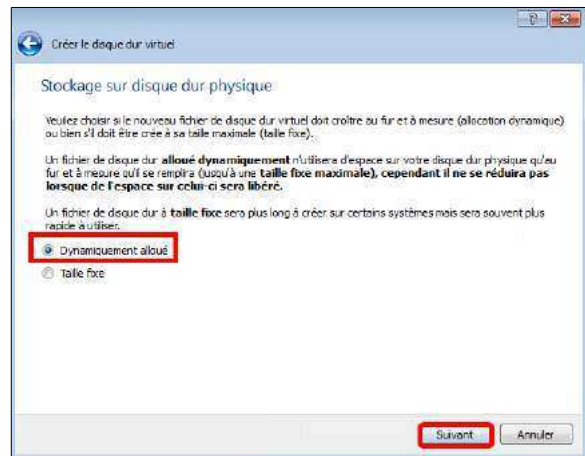 Créer le disque dur virtuel
Stockage sur disque dur physique
Veuillez choisir si le nouveau fichier de disque dur virtuel doit croître au fur et à mesure (allocation dynamique)
ou bien s'il doit être créé à sa taille maximale (taille fixe).
Un fichier de disque dur alloué dynamiquement n'utilisera d'espace sur votre disque dur physique qu'au
fur et à mesure qu'il se remplira (jusqu'à une taille fixe maximale), cependant il ne se réduira pas
lorsque de l'espace sur celui-ci sera libéré.
Un fichier de disque dur à taille fixe sera plus long à créer sur certains systèmes mais sera souvent plus
rapide à utiliser.
Dynamiquement alloué
Taille fixe
Suivant Annuler